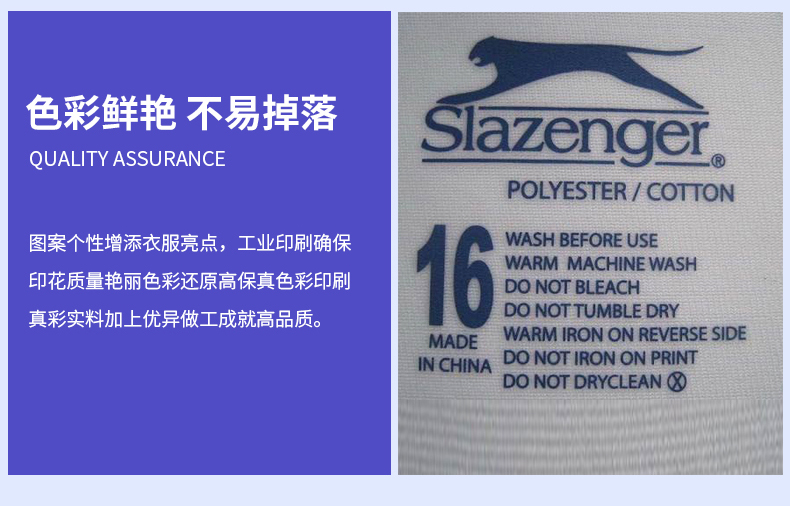 色彩鲜艳 不易掉落
QUALITY ASSURANCE
图案个性增添衣服亮点，工业印刷确保
印花质量艳丽色彩还原高保真色彩印刷
真彩实料加上优异做工成就高品质。
Slazenger®
POLYESTER / COTTON
16
MADE
IN CHINA
WASH BEFORE USE
WARM MACHINE WASH
DO NOT BLEACH
DO NOT TUMBLE DRY
WARM IRON ON REVERSE SIDE
DO NOT IRON ON PRINT
DO NOT DRYCLEAN Ⓧ